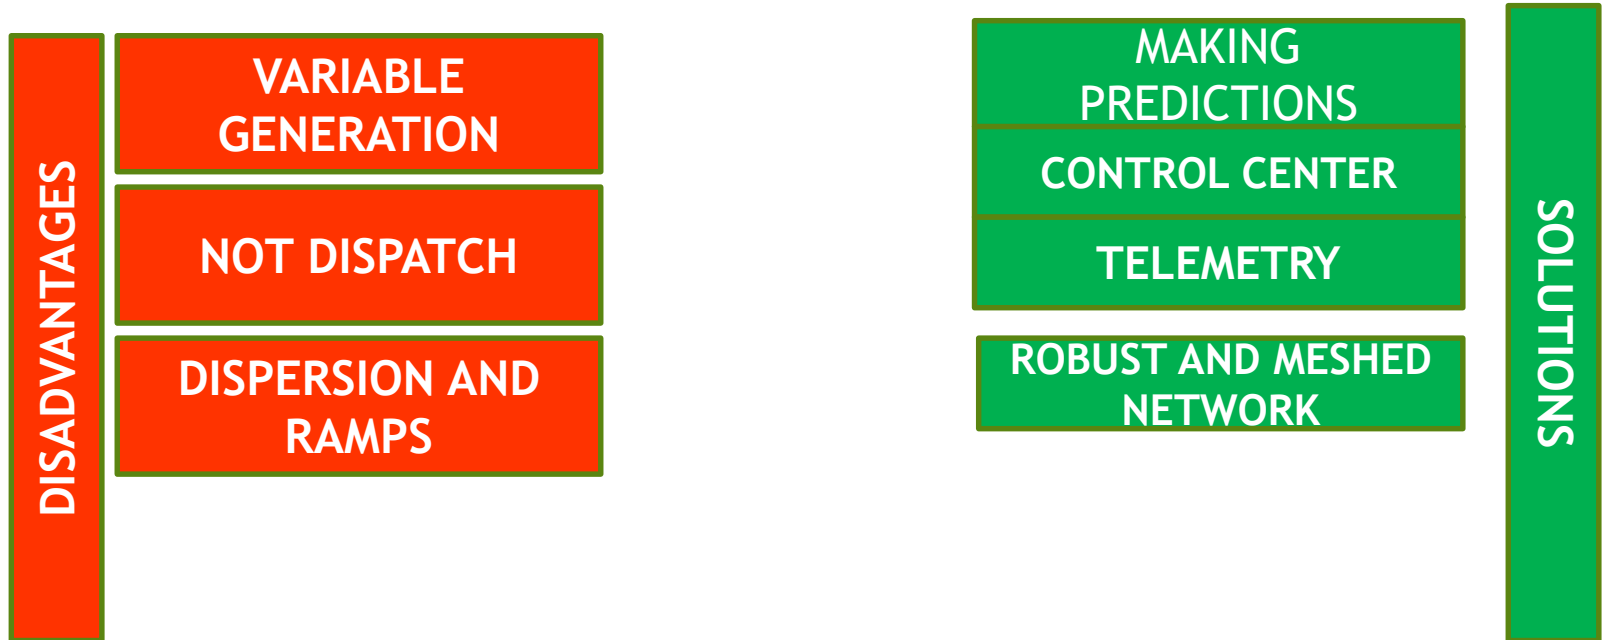 DISADVANTAGES
VARIABLE
GENERATION
NOT DISPATCH
DISPERSION AND
RAMPS
MAKING
PREDICTIONS
CONTROL CENTER
TELEMETRY
ROBUST AND MESHED
NETWORK
SOLUTIONS